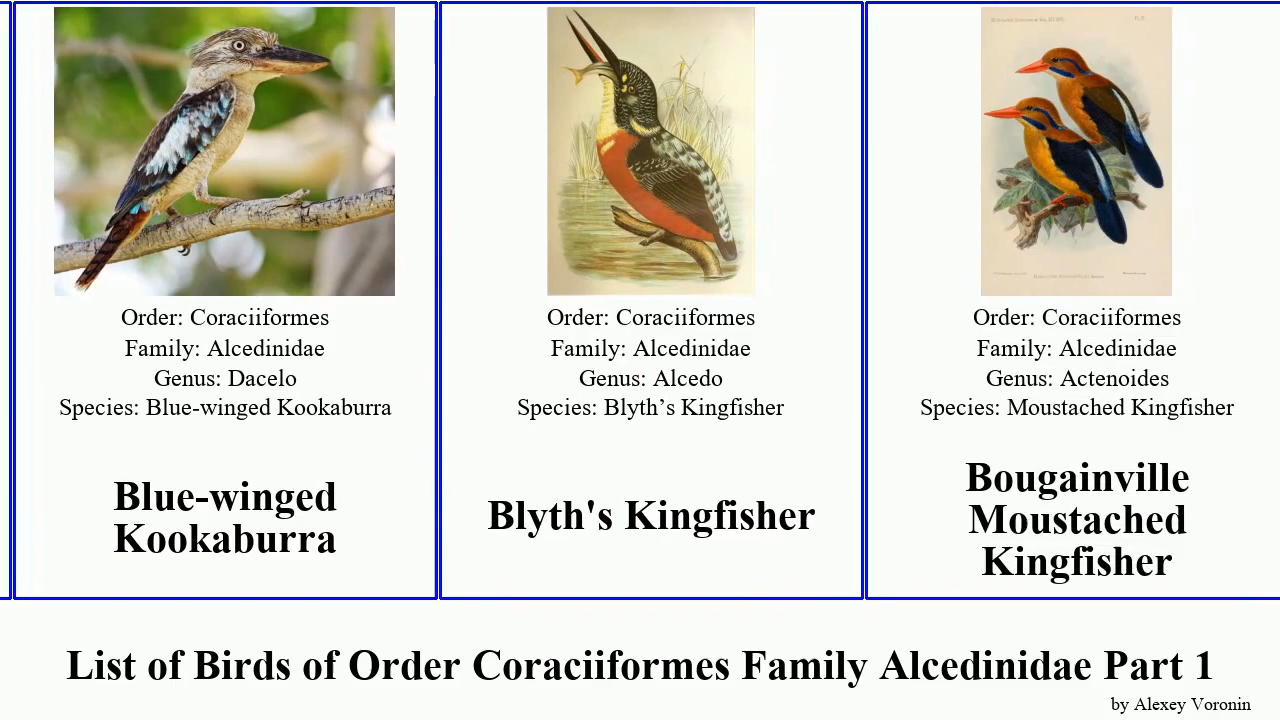 Order: Coraciiformes
Family: Alcedinidae
Genus: Dacelo
Species: Blue-winged Kookaburra
Blue-winged
Kookaburra
Order: Coraciiformes
Family: Alcedinidae
Genus: Alcedo
Species: Blyth’s Kingfisher
Blyth's Kingfisher
Order: Coraciiformes
Family: Alcedinidae
Genus: Actenoides
Species: Moustached Kingfisher
Bougainville
Moustached
Kingfisher
List of Birds of Order Coraciiformes Family Alcedinidae Part 1
by Alexey Voronin